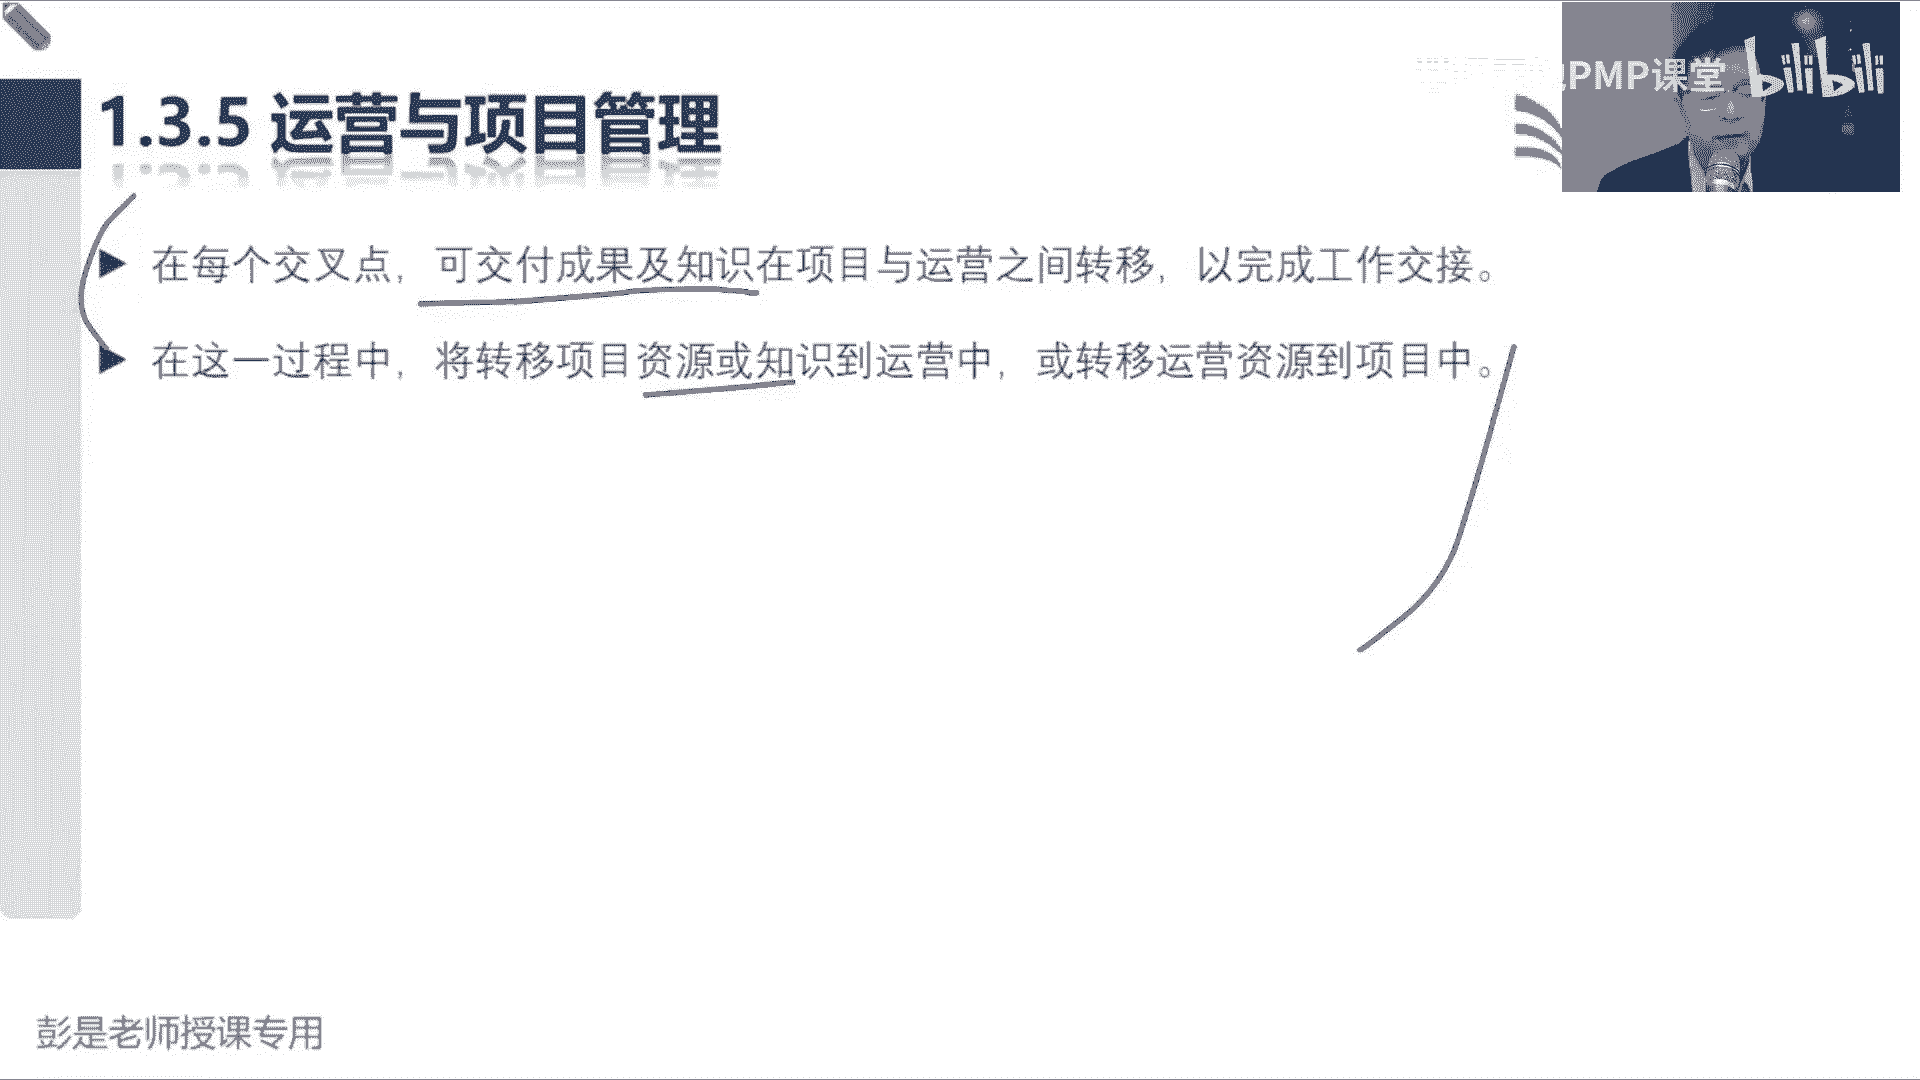 PMP课堂 bilibili
1.3.5 运营与项目管理
在每个交叉点，可交付成果及知识在项目与运营之间转移，以完成工作交接。
在这一过程中，将转移项目资源或知识到运营中，或转移运营资源到项目中。
彭是老师授课专用